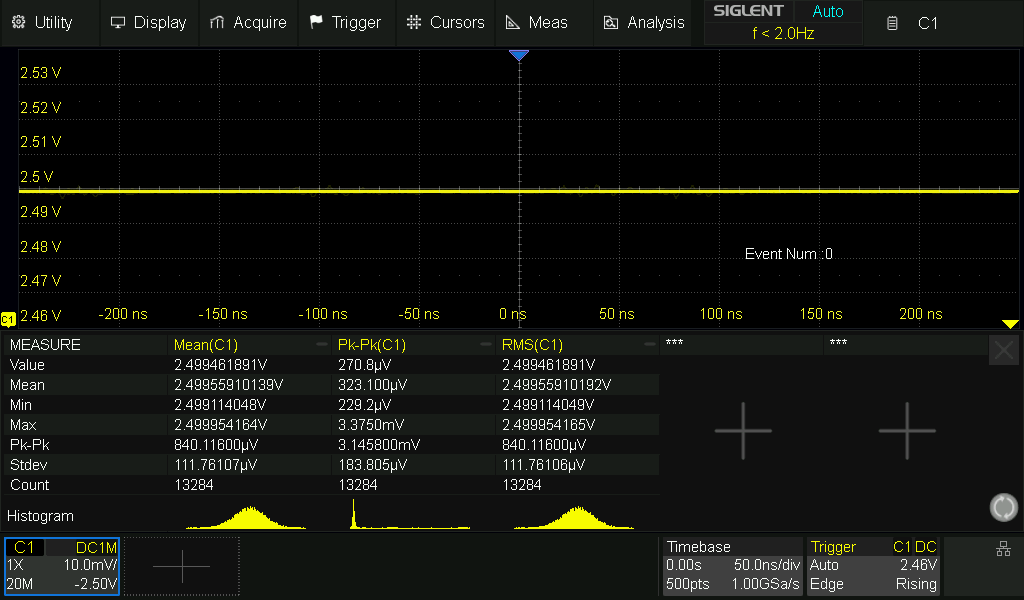 Utility Display Acquire Trigger Cursors Meas Analysis SIGLENT Auto C1
f < 2.0Hz
2.53 V
2.52 V
2.51 V
2.5 V
2.49 V
2.48 V
Event Num :0
2.47 V
2.46 V -200 ns -150 ns -100 ns -50 ns 0 ns 50 ns 100 ns 150 ns 200 ns
C1
MEASURE Mean(C1) Pk-Pk(C1) RMS(C1) *** ***
Value 2.499461891V 270.8µV 2.499461891V
Mean 2.49955910139V 323.100µV 2.49955910192V
Min 2.499114048V 229.2µV 2.499114049V
Max 2.499954164V 3.3750mV 2.499954165V
Pk-Pk 840.11600µV 3.145800mV 840.11600µV
Stdev 111.76107µV 183.805µV 111.76106µV
Count 13284 13284 13284
Histogram
C1 DC1M Timebase Trigger C1 DC
1X 10.0mV/ 0.00s 50.0ns/div Auto 2.46V
20M -2.50V 500pts 1.00GSa/s Edge Rising